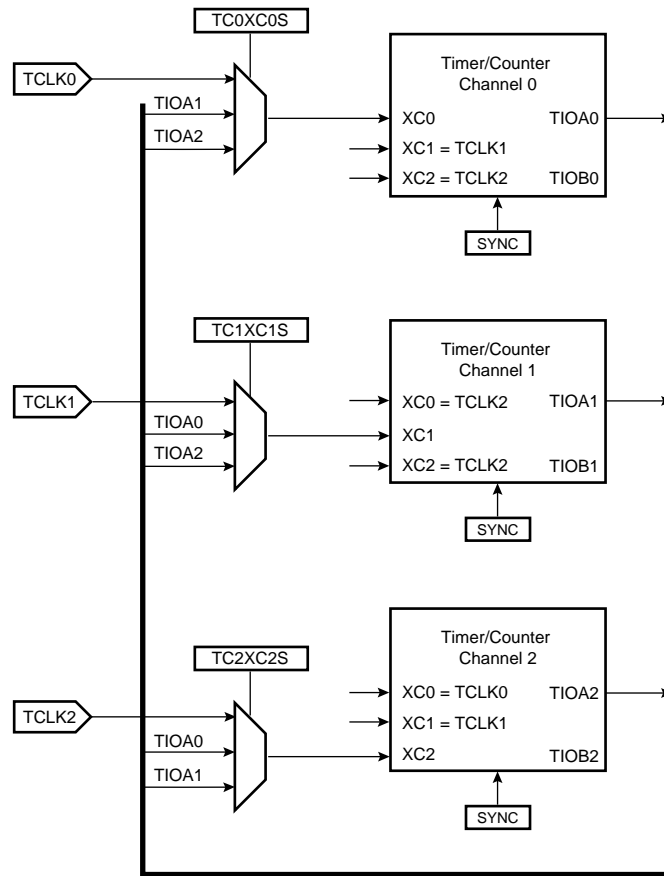 TC0XC0S
TCLK0
TIOA1
TIOA2
Timer/Counter
Channel 0
XC0
TIOA0
XC1 = TCLK1
XC2 = TCLK2
TIOB0
SYNC
TC1XC1S
TCLK1
TIOA0
TIOA2
Timer/Counter
Channel 1
XC0 = TCLK2
TIOA1
XC1
XC2 = TCLK2
TIOB1
SYNC
TC2XC2S
TCLK2
TIOA0
TIOA1
Timer/Counter
Channel 2
XC0 = TCLK0
TIOA2
XC1 = TCLK1
XC2
TIOB2
SYNC